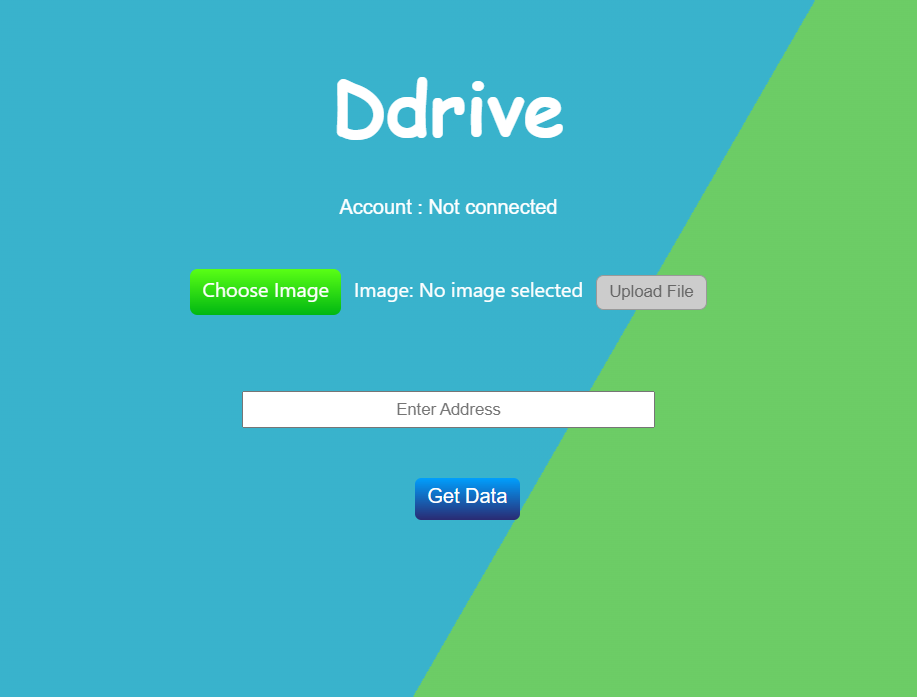 Ddrive
Account : Not connected
Choose Image Image: No image selected Upload File
Enter Address
Get Data